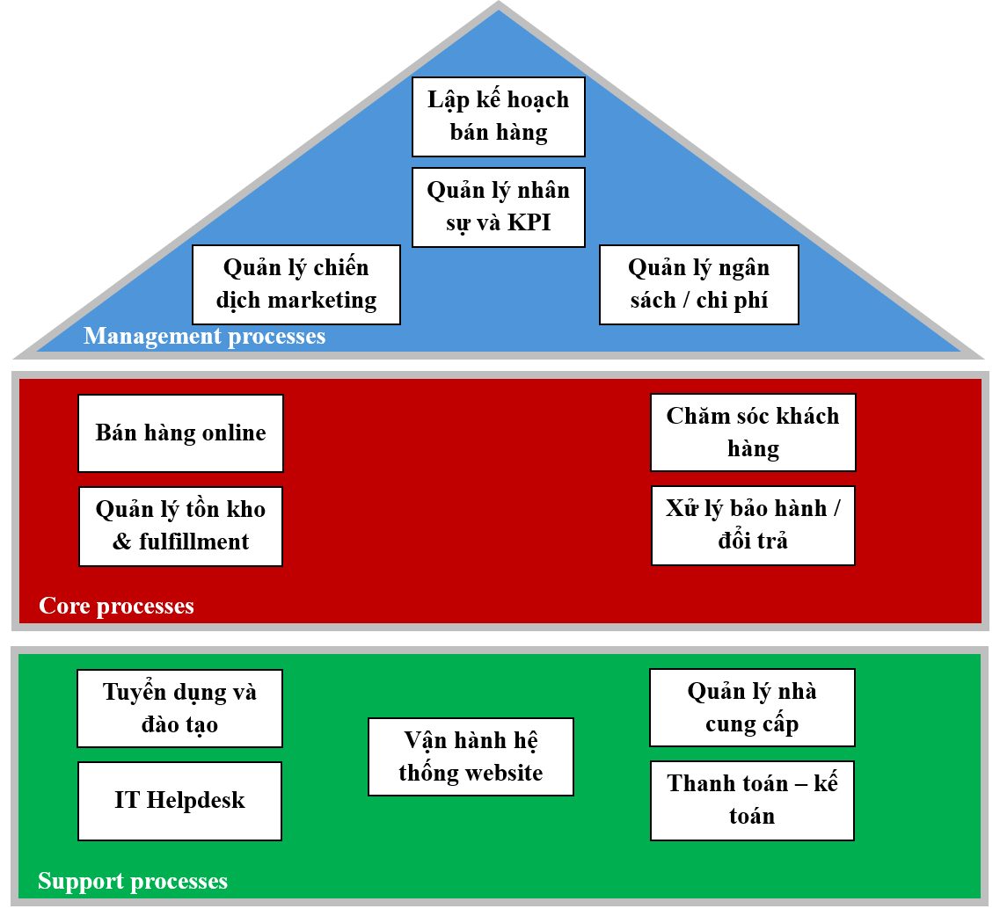 Lập kế hoạch
bán hàng
Quản lý nhân
sự và KPI
Quản lý chiến
dịch marketing
Quản lý ngân
sách / chi phí
Management processes
Bán hàng online
Chăm sóc khách
hàng
Quản lý tồn kho
& fulfillment
Xử lý bảo hành /
đổi trả
Core processes
Tuyển dụng và
đào tạo
Quản lý nhà
cung cấp
Vận hành hệ
thống website
IT Helpdesk
Thanh toán – kế
toán
Support processes